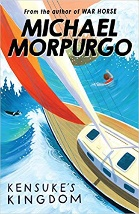 From the author of WAR HORSE
MICHAEL
MORPURGO
KENSUKE'S
KINGDOM